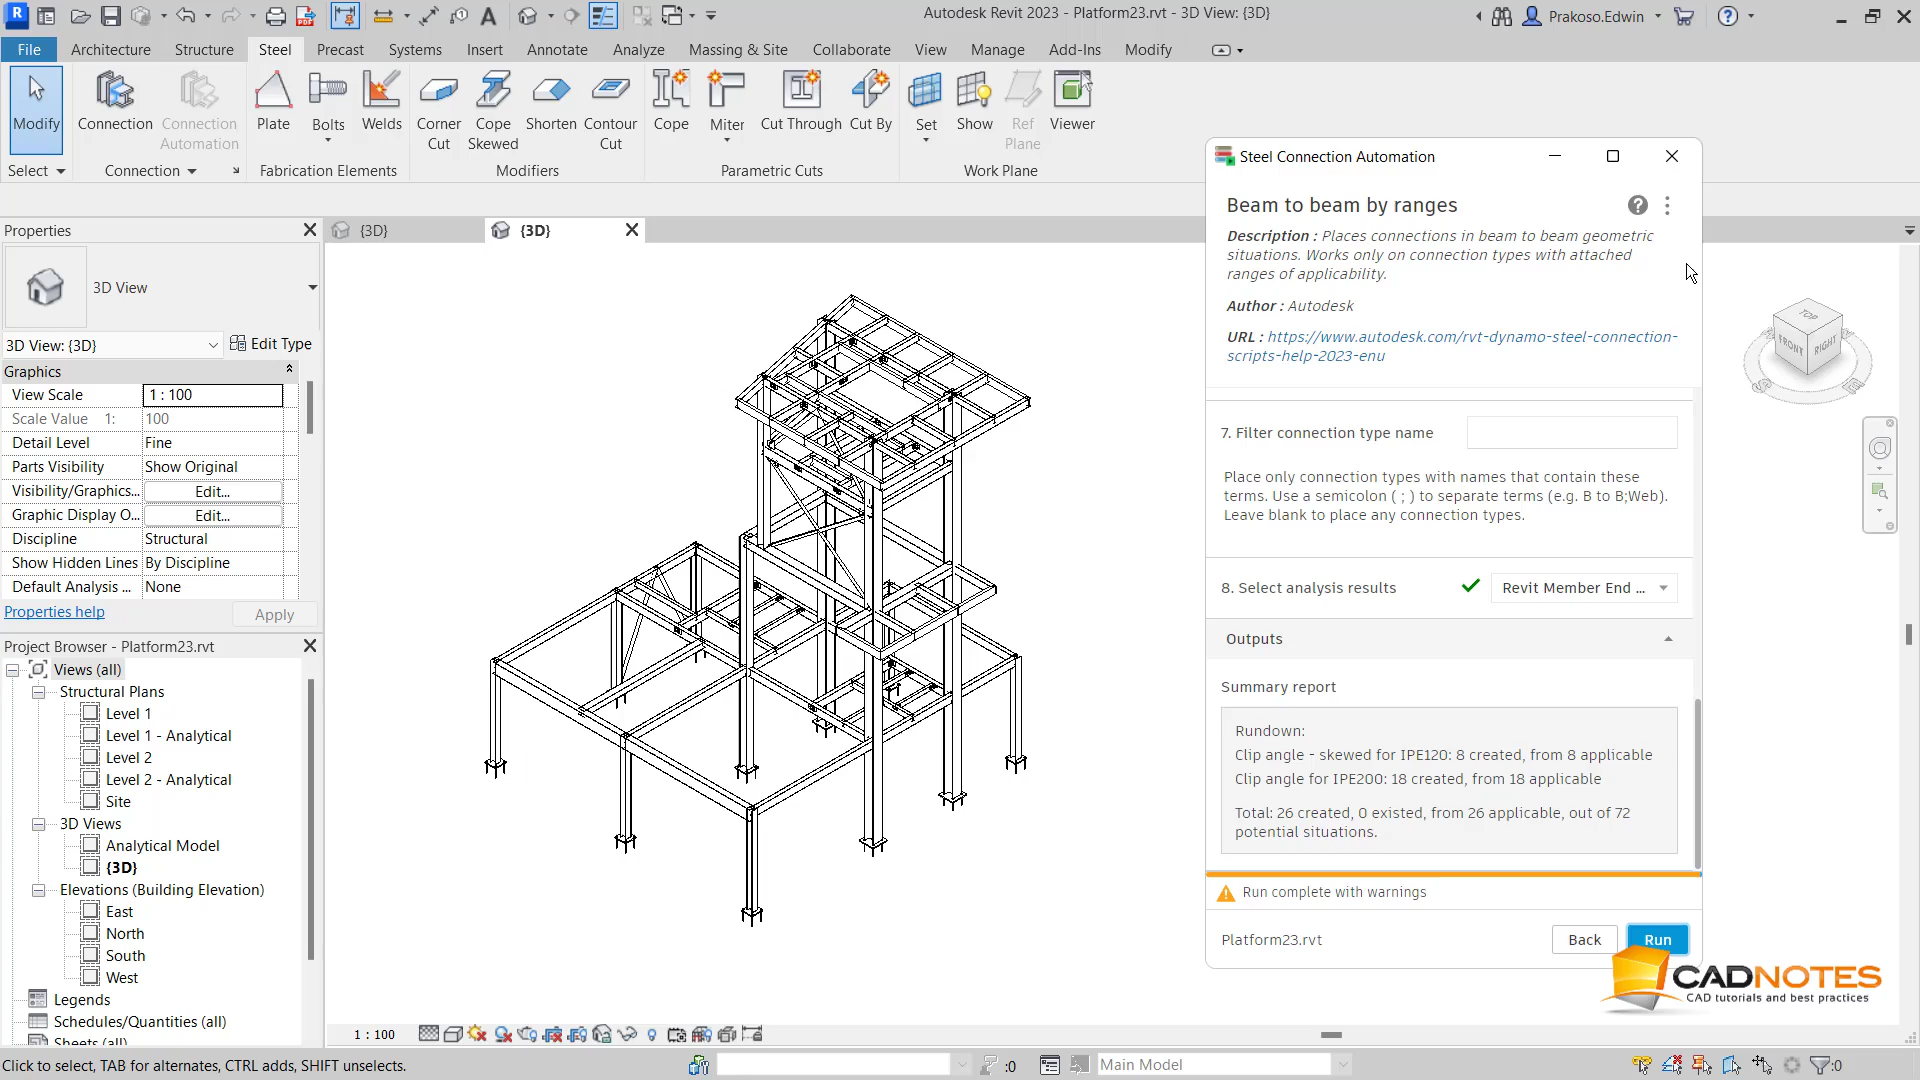 Autodesk Revit 2023 - Platform23.rvt - 3D View: {3D}
Prakoso.Edwin
File
Architecture
Structure
Steel
Precast
Systems
Insert
Annotate
Analyze
Massing & Site
Collaborate
View
Manage
Add-Ins
Modify
Modify
Connection
Connection Automation
Plate
Bolts
Welds
Corner Cut
Cope Skewed
Shorten
Contour Cut
Cope
Miter
Cut Through
Cut By
Set
Show
Ref Plane
Viewer
Select
Connection
Fabrication Elements
Modifiers
Parametric Cuts
Work Plane
Properties
3D View
3D View: {3D}
Edit Type
Graphics
View Scale 1 : 100
Scale Value 1: 100
Detail Level Fine
Parts Visibility Show Original
Visibility/Graphics... Edit...
Graphic Display O... Edit...
Discipline Structural
Show Hidden Lines By Discipline
Default Analysis ... None
Properties help
Apply
Project Browser - Platform23.rvt
Views (all)
Structural Plans
Level 1
Level 1 - Analytical
Level 2
Level 2 - Analytical
Site
3D Views
Analytical Model
{3D}
Elevations (Building Elevation)
East
North
South
West
Legends
Schedules/Quantities (all)
Sheets (all)
{3D}
{3D}
TOP
FRONT
RIGHT
S
E
Steel Connection Automation
Beam to beam by ranges
Description : Places connections in beam to beam geometric
situations. Works only on connection types with attached
ranges of applicability.
Author : Autodesk
URL : https://www.autodesk.com/rvt-dynamo-steel-connection-
scripts-help-2023-enu
7. Filter connection type name
Place only connection types with names that contain these
terms. Use a semicolon ( ; ) to separate terms (e.g. B to B;Web).
Leave blank to place any connection types.
8. Select analysis results
Revit Member End ...
Outputs
Summary report
Rundown:
Clip angle - skewed for IPE120: 8 created, from 8 applicable
Clip angle for IPE200: 18 created, from 18 applicable
Total: 26 created, 0 existed, from 26 applicable, out of 72
potential situations.
Run complete with warnings
Platform23.rvt
Back
Run
CADNOTES
CAD tutorials and best practices
1 : 100
Click to select, TAB for alternates, CTRL adds, SHIFT unselects.
:0
Main Model
:0